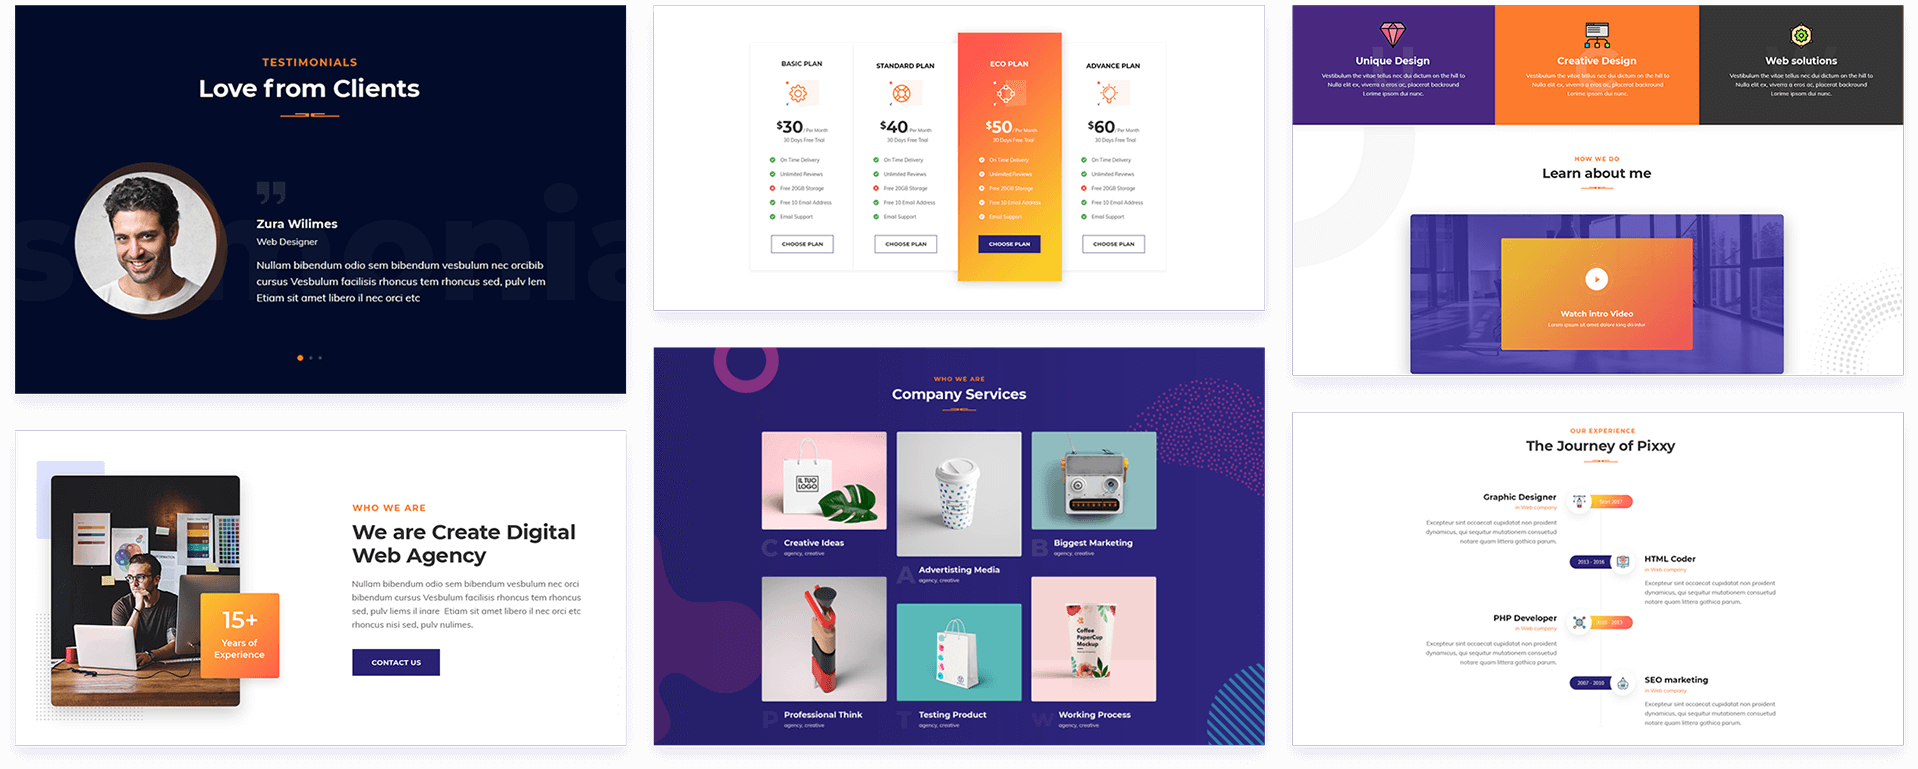 TESTIMONIALS
Love from Clients
Zura Wilimes
Web Designer
Nullam bibendum odio sem bibendum vesbulum nec orcibib
cursus Vesbulum facilisis rhoncus tem rhoncus sed, pulv lem
Etiam sit amet libero il nec orci etc
WHO WE ARE
We are Create Digital
Web Agency
Nullam bibendum odio sem bibendum vesbulum nec orci
bibendum cursus Vesbulum facilisis rhoncus tem rhoncus
sed, pulv liems il inare Etiam sit amet libero il nec orci etc
rhoncus nisi sed, pulv nulimes.
CONTACT US
15+
Years of
Experience
BASIC PLAN
$30 / Per Month
30 Days Free Trial
On Time Delivery
Unlimited Reviews
Free 20GB Storage
Free 10 Email Address
Email Support
CHOOSE PLAN
STANDARD PLAN
$40 / Per Month
30 Days Free Trial
On Time Delivery
Unlimited Reviews
Free 20GB Storage
Free 10 Email Address
Email Support
CHOOSE PLAN
ECO PLAN
$50 / Per Month
30 Days Free Trial
On Time Delivery
Unlimited Reviews
Free 20GB Storage
Free 10 Email Address
Email Support
CHOOSE PLAN
ADVANCE PLAN
$60 / Per Month
30 Days Free Trial
On Time Delivery
Unlimited Reviews
Free 20GB Storage
Free 10 Email Address
Email Support
CHOOSE PLAN
WHO WE ARE
Company Services
IL TUO
LOGO
C
Creative Ideas
agency, creative
A
Advertisting Media
agency, creative
B
Biggest Marketing
agency, creative
P
Professional Think
agency, creative
T
Testing Product
agency, creative
Coffee
PaperCup
Mockup
W
Working Process
agency, creative
Unique Design
Vestibulum the vitae tellus nec dui dictum on the hill to
Nulla elit ex, viverra a eros ac, placerat backround
Lorime ipsom dui nunc.
Creative Design
Vestibulum the vitae tellus nec dui dictum on the hill to
Nulla elit ex, viverra a eros ac, placerat backround
Lorime ipsom dui nunc.
Web solutions
Vestibulum the vitae tellus nec dui dictum on the hill to
Nulla elit ex, viverra a eros ac, placerat backround
Lorime ipsom dui nunc.
HOW WE DO
Learn about me
Watch intro Video
Lorem ipsum sit amat dolore long dri intur
OUR EXPERIENCE
The Journey of Pixxy
Graphic Designer
in Web company
Start 2017
Excepteur sint occaecat cupidatat non proident
dynamicus, qui sequitur mutationem consuetud
notare quam littera gothica parum.
2013 - 2016
HTML Coder
in Web company
Excepteur sint occaecat cupidatat non proident
dynamicus, qui sequitur mutationem consuetud
notare quam littera gothica parum.
PHP Developer
in Web company
Excepteur sint occaecat cupidatat non proident
dynamicus, qui sequitur mutationem consuetud
notare quam littera gothica parum.
2007 - 2010
SEO marketing
in Web company
Excepteur sint occaecat cupidatat non proident
dynamicus, qui sequitur mutationem consuetud
notare quam littera gothica parum.